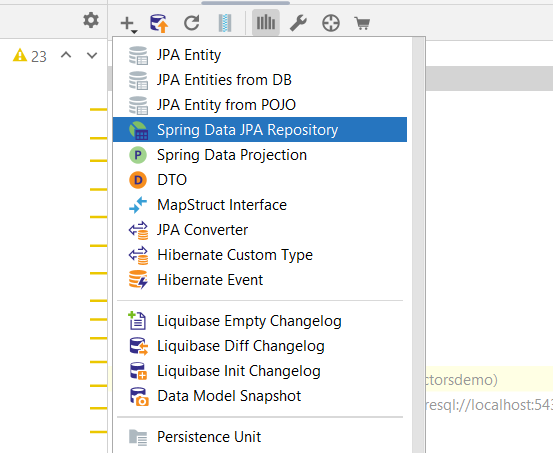 23
JPA Entity
JPA Entities from DB
JPA Entity from POJO
Spring Data JPA Repository
P Spring Data Projection
D DTO
MapStruct Interface
JPA Converter
Hibernate Custom Type
Hibernate Event
Liquibase Empty Changelog
Liquibase Diff Changelog
Liquibase Init Changelog
ctorsdemo)
Data Model Snapshot
resql://localhost:543
Persistence Unit